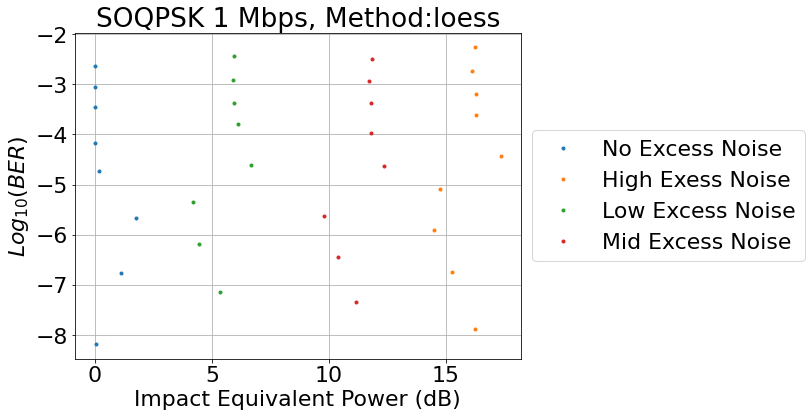 SOQPSK 1 Mbps, Method:loess
−2
−3
−4
−5
−6
−7
−8
Log10(BER)
0 5 10 15
Impact Equivalent Power (dB)
No Excess Noise
High Exess Noise
Low Excess Noise
Mid Excess Noise